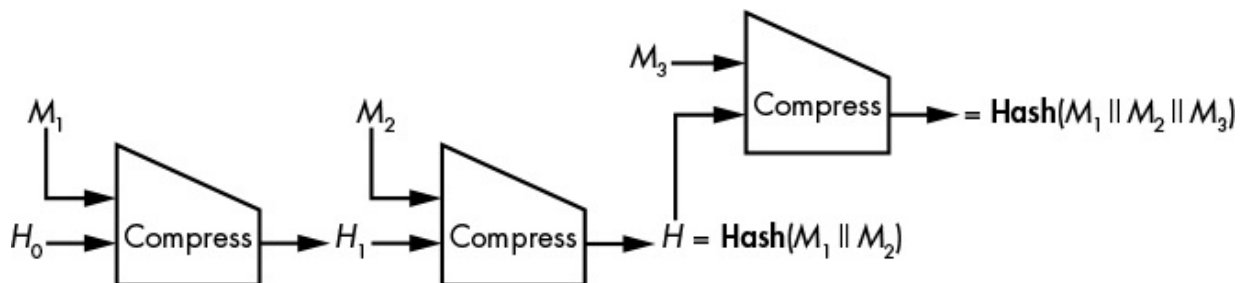 M₃
Compress
= Hash(M₁ || M₂ || M₃)
M₁
M₂
H₀
Compress
H₁
Compress
H = Hash(M₁ || M₂)